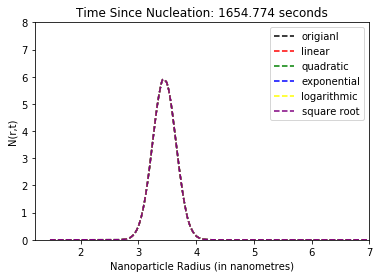 Time Since Nucleation: 1654.774 seconds
8
7
6
5
4
3
2
1
0
N(r,t)
origianl
linear
quadratic
exponential
logarithmic
square root
2 3 4 5 6 7
Nanoparticle Radius (in nanometres)